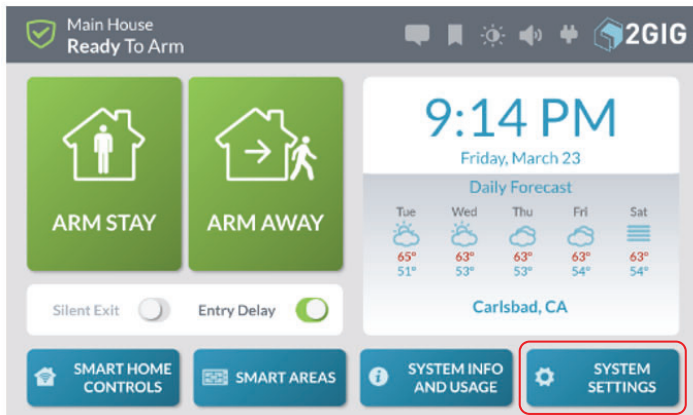 Main House
Ready To Arm
2GIG
ARM STAY
ARM AWAY
Silent Exit
Entry Delay
9:14 PM
Friday, March 23
Daily Forecast
Tue Wed Thu Fri Sat
65° 63° 63° 63° 63°
51° 53° 53° 54° 54°
Carlsbad, CA
SMART HOME
CONTROLS
SMART AREAS
SYSTEM INFO
AND USAGE
SYSTEM
SETTINGS